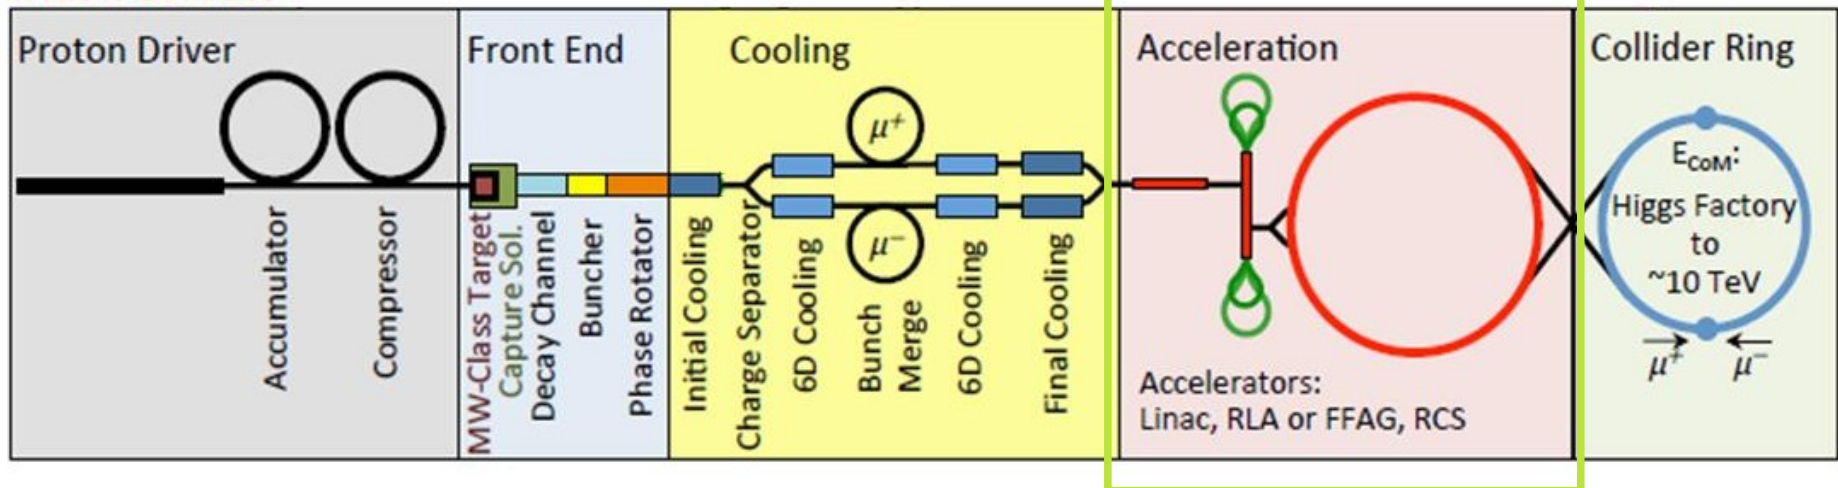 Proton Driver
Accumulator
Compressor
Front End
MW-Class Target
Capture Sol.
Decay Channel
Buncher
Phase Rotator
Cooling
μ+
μ−
Initial Cooling
Charge Separator
6D Cooling
Bunch
Merge
6D Cooling
Final Cooling
Acceleration
Accelerators:
Linac, RLA or FFAG, RCS
Collider Ring
ECoM:
Higgs Factory
to
~10 TeV
μ+ μ−